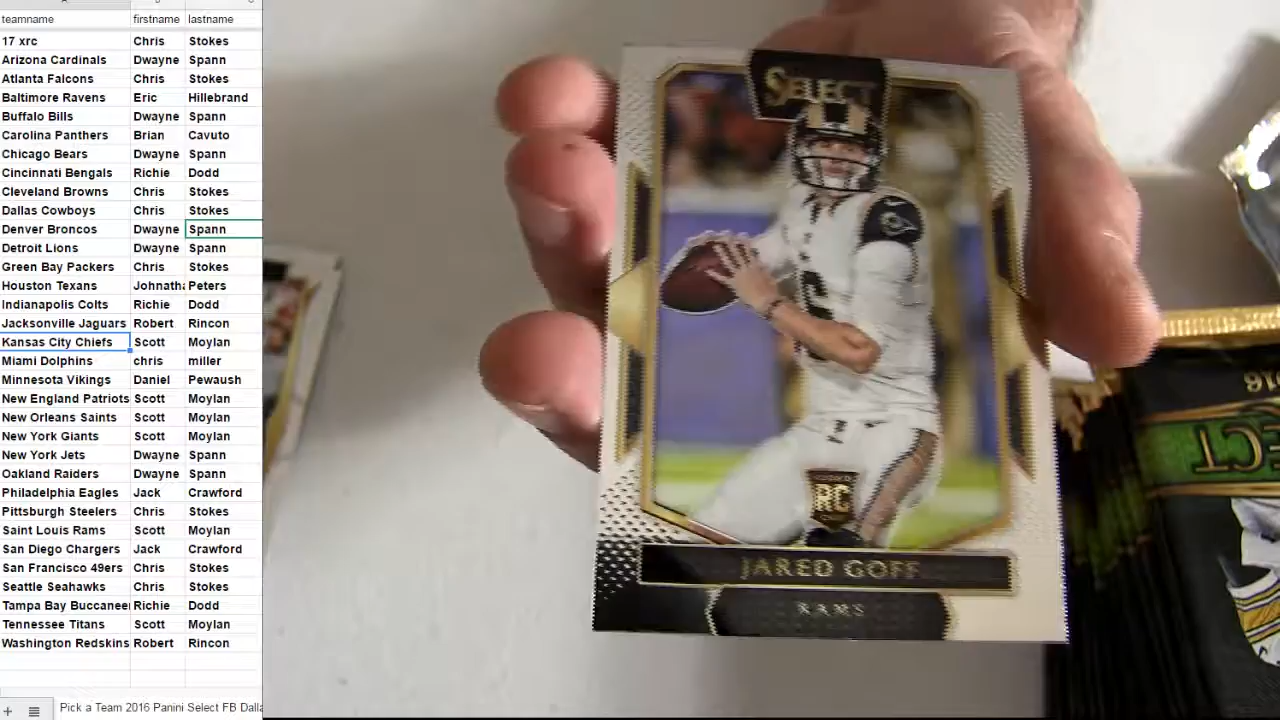 teamname firstname lastname
17 xrc Chris Stokes
Arizona Cardinals Dwayne Spann
Atlanta Falcons Chris Stokes
Baltimore Ravens Eric Hillebrand
Buffalo Bills Dwayne Spann
Carolina Panthers Brian Cavuto
Chicago Bears Dwayne Spann
Cincinnati Bengals Richie Dodd
Cleveland Browns Chris Stokes
Dallas Cowboys Chris Stokes
Denver Broncos Dwayne Spann
Detroit Lions Dwayne Spann
Green Bay Packers Chris Stokes
Houston Texans Johnatha Peters
Indianapolis Colts Richie Dodd
Jacksonville Jaguars Robert Rincon
Kansas City Chiefs Scott Moylan
Miami Dolphins chris miller
Minnesota Vikings Daniel Pewaush
New England Patriots Scott Moylan
New Orleans Saints Scott Moylan
New York Giants Scott Moylan
New York Jets Dwayne Spann
Oakland Raiders Dwayne Spann
Philadelphia Eagles Jack Crawford
Pittsburgh Steelers Chris Stokes
Saint Louis Rams Scott Moylan
San Diego Chargers Jack Crawford
San Francisco 49ers Chris Stokes
Seattle Seahawks Chris Stokes
Tampa Bay Buccanee Richie Dodd
Tennessee Titans Scott Moylan
Washington Redskins Robert Rincon
Pick a Team 2016 Panini Select FB Dalla
SELECT
RC
JARED GOFF
RAMS
2016
ECT